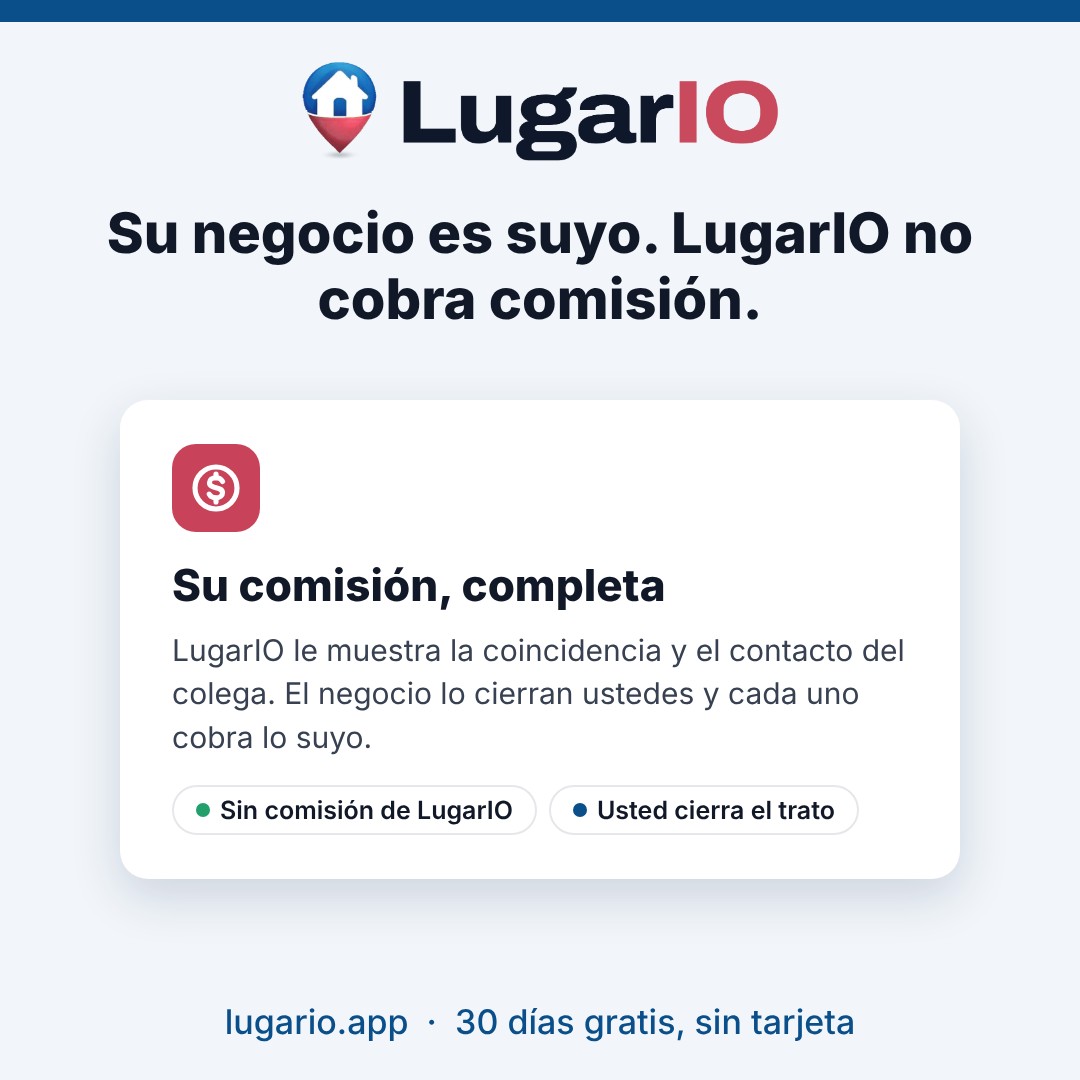 LugarIO
Su negocio es suyo. LugarIO no
cobra comisión.
Su comisión, completa
LugarIO le muestra la coincidencia y el contacto del
colega. El negocio lo cierran ustedes y cada uno
cobra lo suyo.
Sin comisión de LugarIO
Usted cierra el trato
lugario.app · 30 días gratis, sin tarjeta